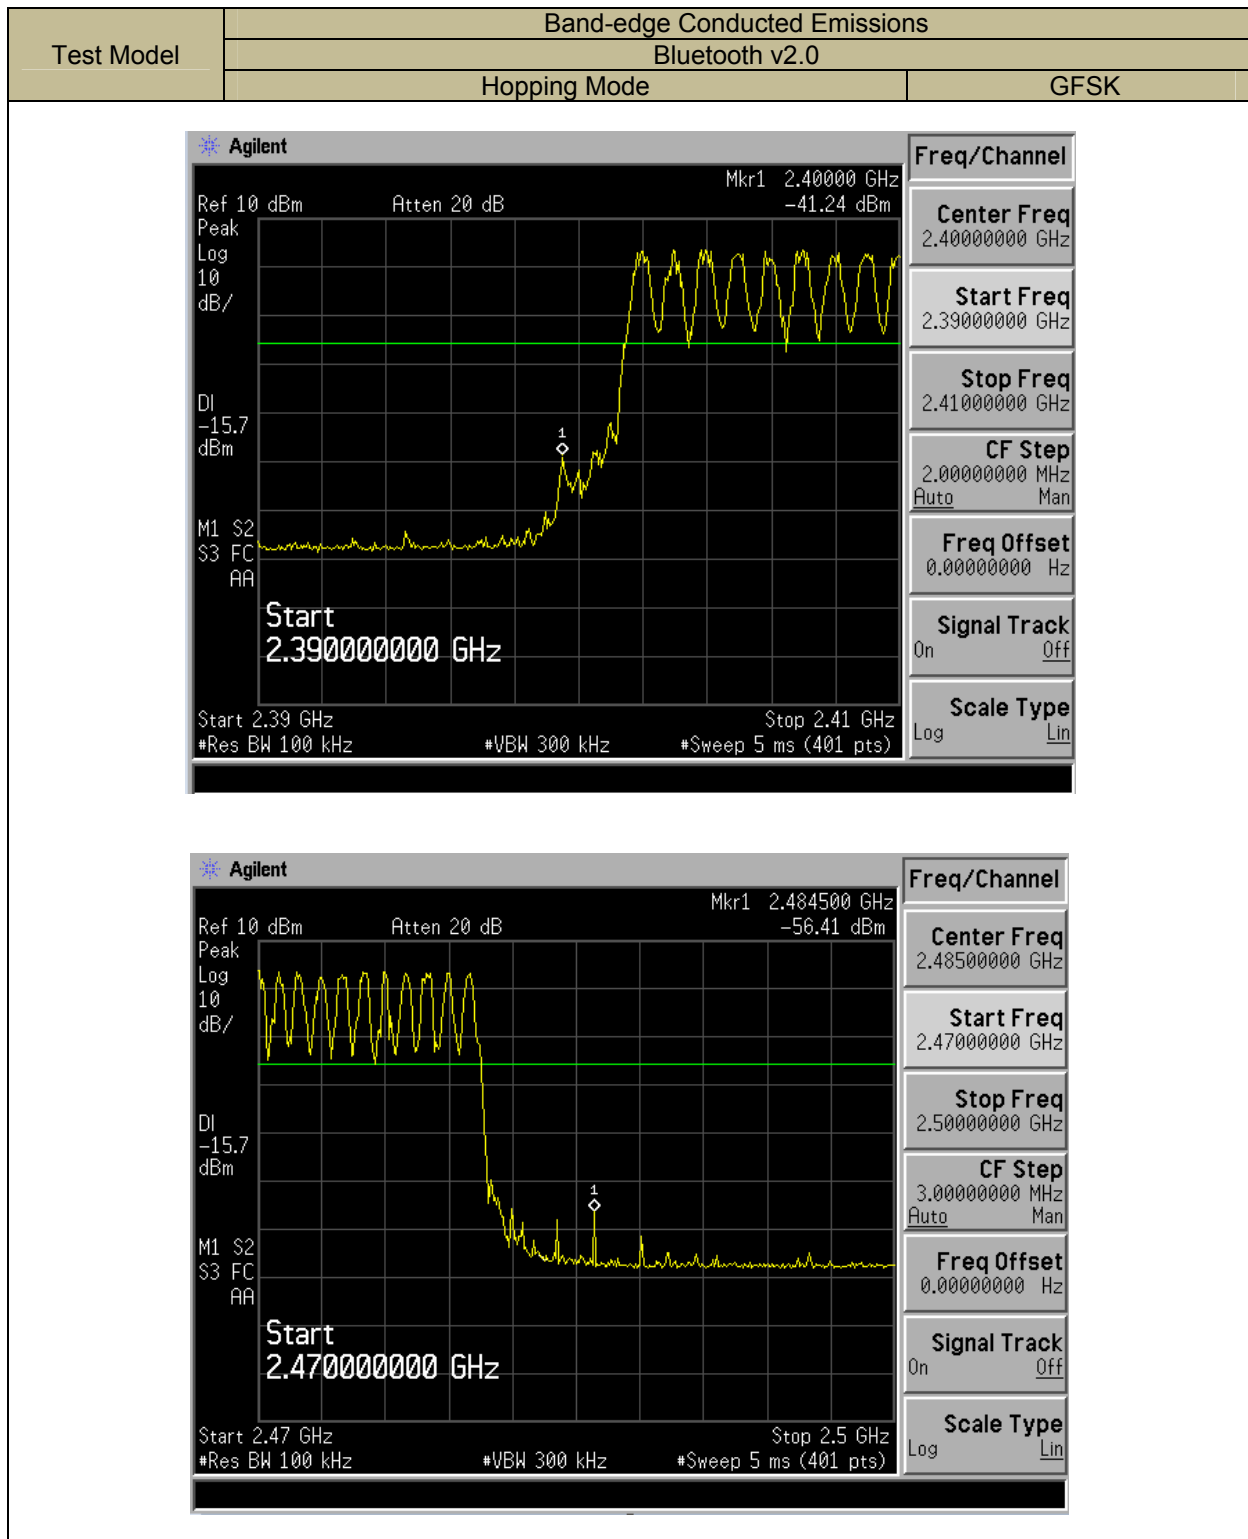 Test Model
Band-edge Conducted Emissions
Bluetooth v2.0
Hopping Mode
GFSK
Agilent
Mkr1 2.40000 GHz
Ref 10 dBm Atten 20 dB -41.24 dBm
Peak
Log
10
dB/
DI
-15.7
dBm
1
M1 S2
S3 FC
AA
Start
2.390000000 GHz
Start 2.39 GHz Stop 2.41 GHz
#Res BW 100 kHz #VBW 300 kHz #Sweep 5 ms (401 pts)
Freq/Channel
Center Freq
2.40000000 GHz
Start Freq
2.39000000 GHz
Stop Freq
2.41000000 GHz
CF Step
2.00000000 MHz
Auto Man
Freq Offset
0.00000000 Hz
Signal Track
On Off
Scale Type
Log Lin
Agilent
Mkr1 2.484500 GHz
Ref 10 dBm Atten 20 dB -56.41 dBm
Peak
Log
10
dB/
DI
-15.7
dBm
1
M1 S2
S3 FC
AA
Start
2.470000000 GHz
Start 2.47 GHz Stop 2.5 GHz
#Res BW 100 kHz #VBW 300 kHz #Sweep 5 ms (401 pts)
Freq/Channel
Center Freq
2.48500000 GHz
Start Freq
2.47000000 GHz
Stop Freq
2.50000000 GHz
CF Step
3.00000000 MHz
Auto Man
Freq Offset
0.00000000 Hz
Signal Track
On Off
Scale Type
Log Lin